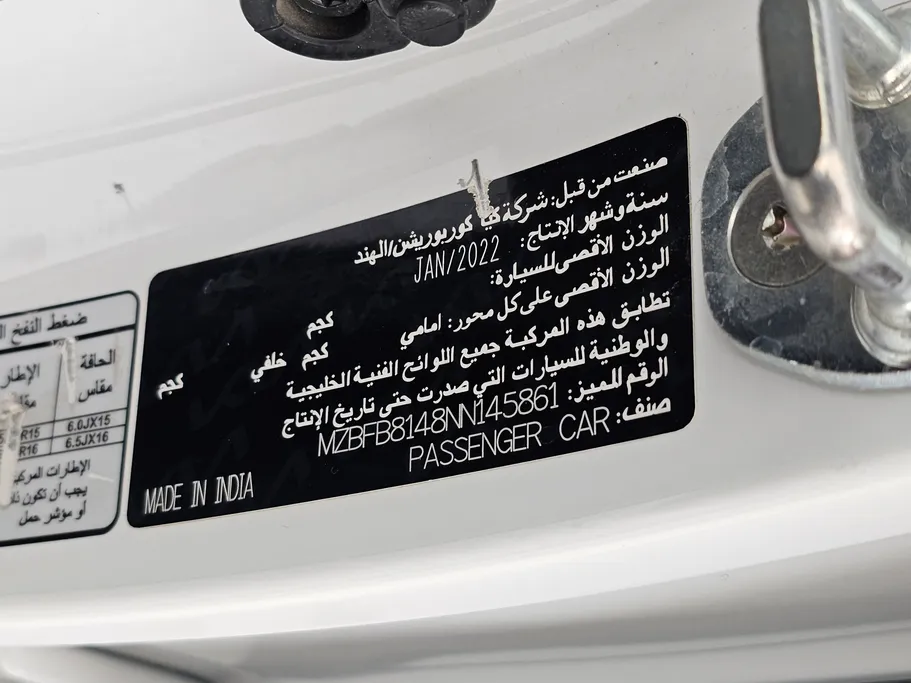 صنعت من قبل: شركة كيا كوربوريشن/الهند
سنة وشهر الإنتاج: JAN/2022
الوزن الأقصى للسيارة: كجم
الوزن الأقصى على كل محور: امامي كجم خلفي كجم
تطابق هذه المركبة جميع اللوائح الفنية الخليجية
والوطنية للسيارات التي صدرت حتى تاريخ الإنتاج
الرقم المميز: MZBFB8148NN145861
صنف: PASSENGER CAR
MADE IN INDIA
ضغط النفخ
الحافة
مقاس
الإطار
R15 6.0JX15
R16 6.5JX16
الإطارات المركبة
يجب أن تكون
أو مؤشر حمل